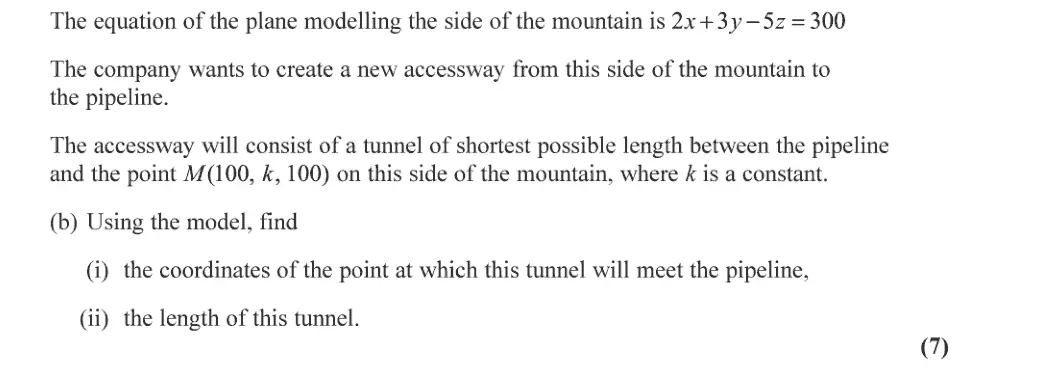 The equation of the plane modelling the side of the mountain is 2x + 3y – 5z = 300
The company wants to create a new accessway from this side of the mountain to
the pipeline.
The accessway will consist of a tunnel of shortest possible length between the pipeline
and the point M(100, k, 100) on this side of the mountain, where k is a constant.
(b) Using the model, find
(i) the coordinates of the point at which this tunnel will meet the pipeline,
(ii) the length of this tunnel.
(7)